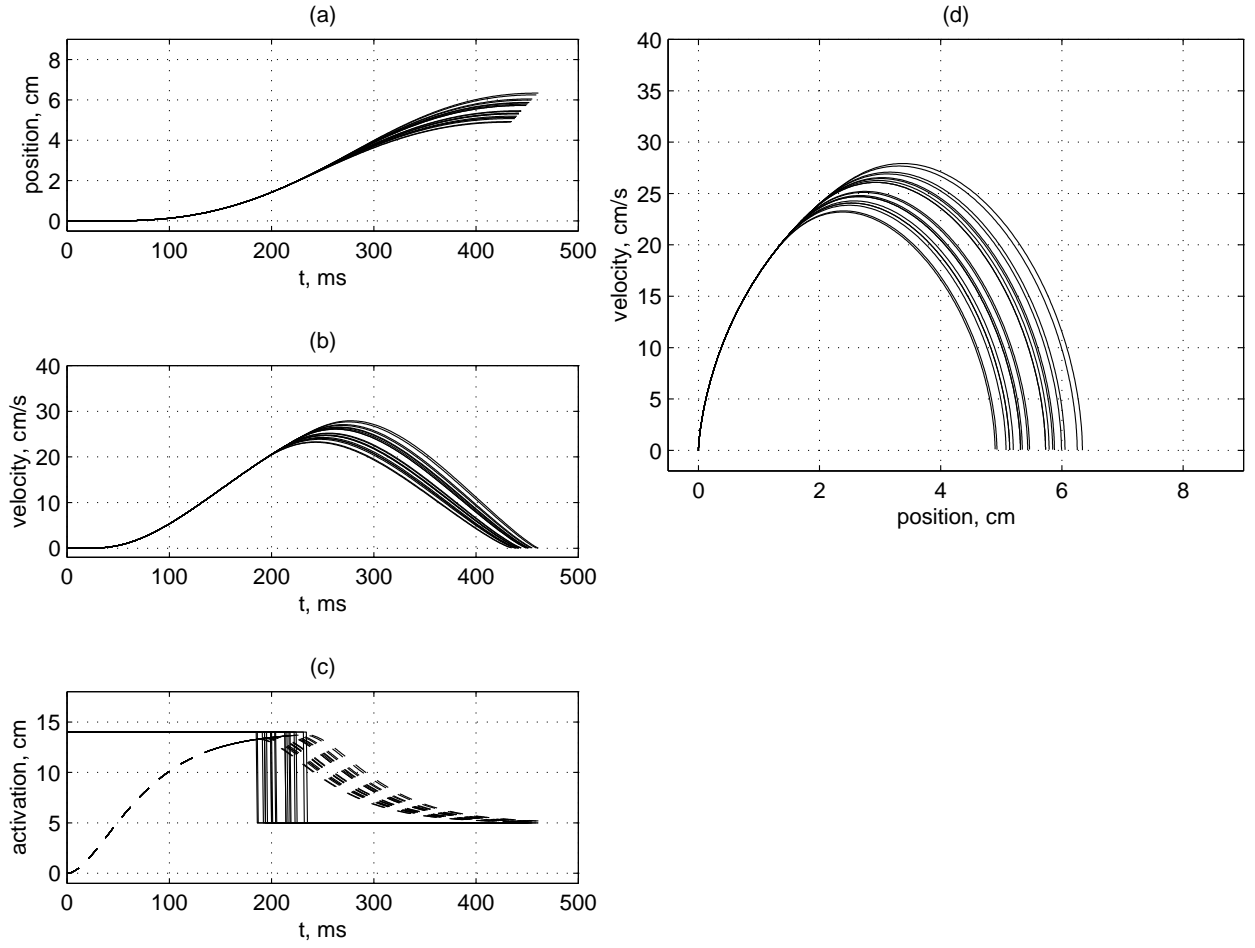 (a)
8
6
4
2
0
position, cm
0 100 200 300 400 500
t, ms
(b)
40
30
20
10
0
velocity, cm/s
0 100 200 300 400 500
t, ms
(c)
15
10
5
0
activation, cm
0 100 200 300 400 500
t, ms
(d)
40
35
30
25
20
15
10
5
0
velocity, cm/s
0 2 4 6 8
position, cm